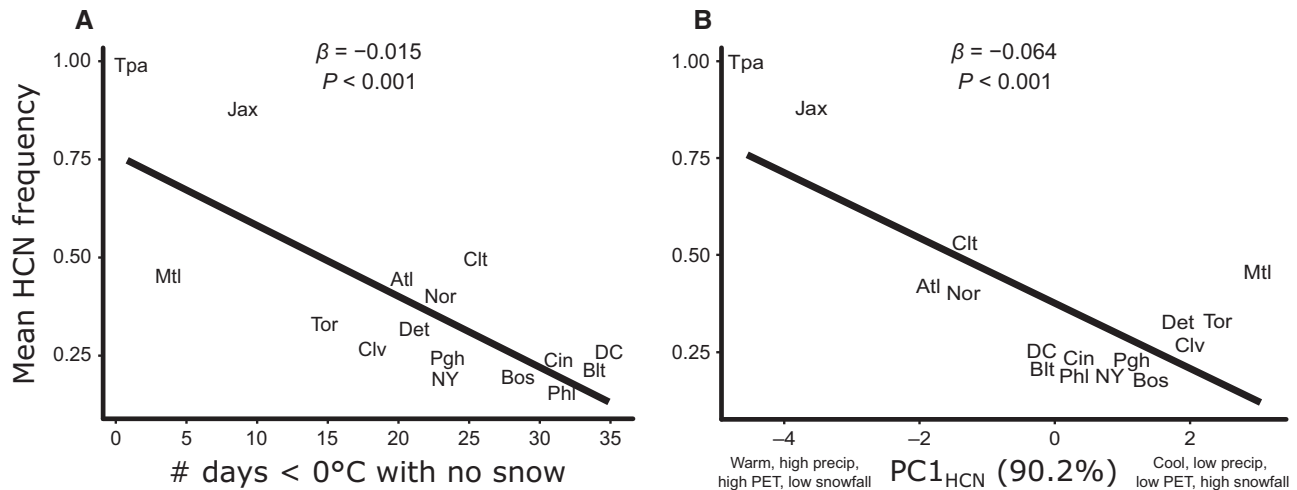 A
β = −0.015
P < 0.001
Mean HCN frequency
1.00
0.75
0.50
0.25
Tpa
Jax
Mtl
Clt
Atl
Nor
Tor
Det
Clv
Pgh
NY
Cin
DC
Blt
Bos
Phl
0 5 10 15 20 25 30 35
# days < 0°C with no snow
B
β = −0.064
P < 0.001
1.00
0.75
0.50
0.25
Tpa
Jax
Clt
Mtl
Atl
Nor
Det
Tor
Clv
DC
Cin
Pgh
Blt
Phl
NY
Bos
−4 −2 0 2
Warm, high precip,
high PET, low snowfall
PC1HCN (90.2%)
Cool, low precip,
low PET, high snowfall